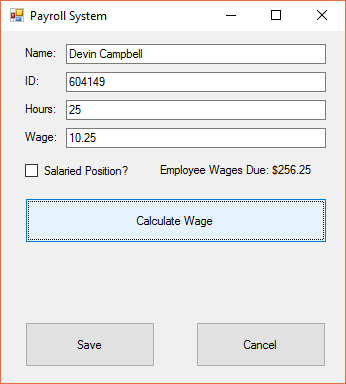 Payroll System
Name: Devin Campbell
ID: 604149
Hours: 25
Wage: 10.25
Salaried Position? Employee Wages Due: $256.25
Calculate Wage
Save Cancel